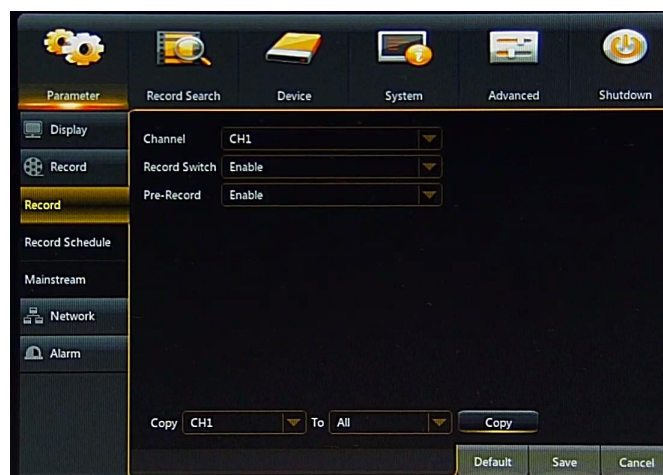 Parameter Record Search Device System Advanced Shutdown
Display
Record
Record
Record Schedule
Mainstream
Network
Alarm
Channel CH1
Record Switch Enable
Pre-Record Enable
Copy CH1 To All Copy
Default Save Cancel